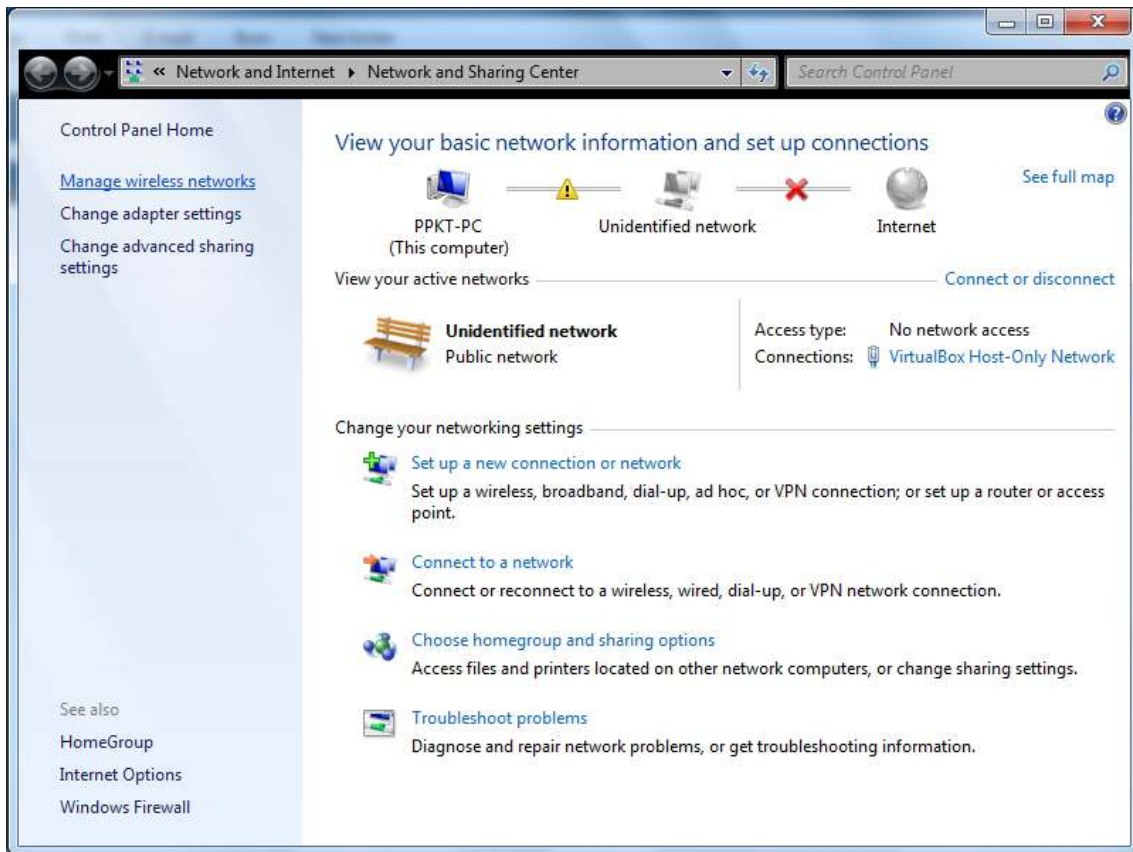 « Network and Internet ▸ Network and Sharing Center
Search Control Panel
Control Panel Home
Manage wireless networks
Change adapter settings
Change advanced sharing
settings
See also
HomeGroup
Internet Options
Windows Firewall
View your basic network information and set up connections
See full map
PPKT-PC
(This computer)
Unidentified network
Internet
View your active networks
Connect or disconnect
Unidentified network
Public network
Access type: No network access
Connections: VirtualBox Host-Only Network
Change your networking settings
Set up a new connection or network
Set up a wireless, broadband, dial-up, ad hoc, or VPN connection; or set up a router or access
point.
Connect to a network
Connect or reconnect to a wireless, wired, dial-up, or VPN network connection.
Choose homegroup and sharing options
Access files and printers located on other network computers, or change sharing settings.
Troubleshoot problems
Diagnose and repair network problems, or get troubleshooting information.